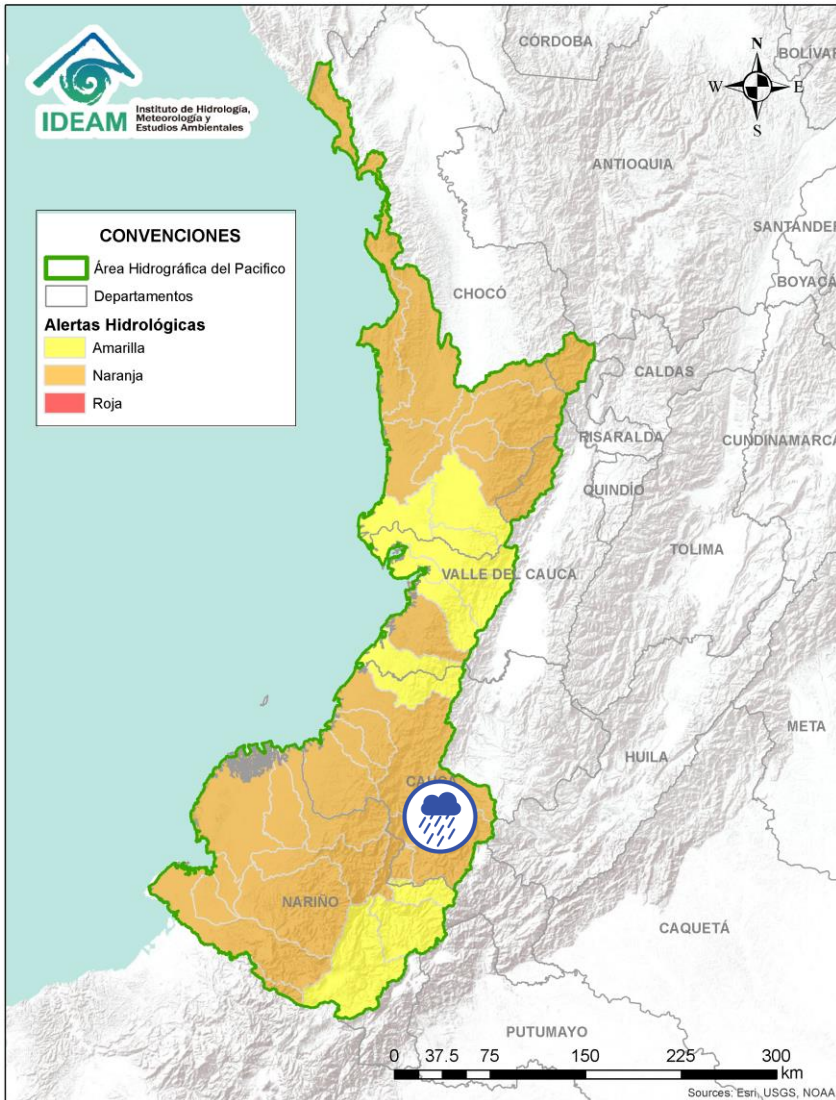 IDEAM
Instituto de Hidrología,
Meteorología y
Estudios Ambientales
CÓRDOBA
BOLÍVAR
N
W
E
S
ANTIOQUIA
SANTANDER
BOYACÁ
CONVENCIONES
Área Hidrográfica del Pacifico
Departamentos
Alertas Hidrológicas
Amarilla
Naranja
Roja
CHOCÓ
CALDAS
RISARALDA
CUNDINAMARCA
QUINDÍO
TOLIMA
VALLE DEL CAUCA
META
HUILA
CAUCA
NARIÑO
CAQUETÁ
PUTUMAYO
0 37.5 75 150 225 300
km
Sources: Esri, USGS, NOAA